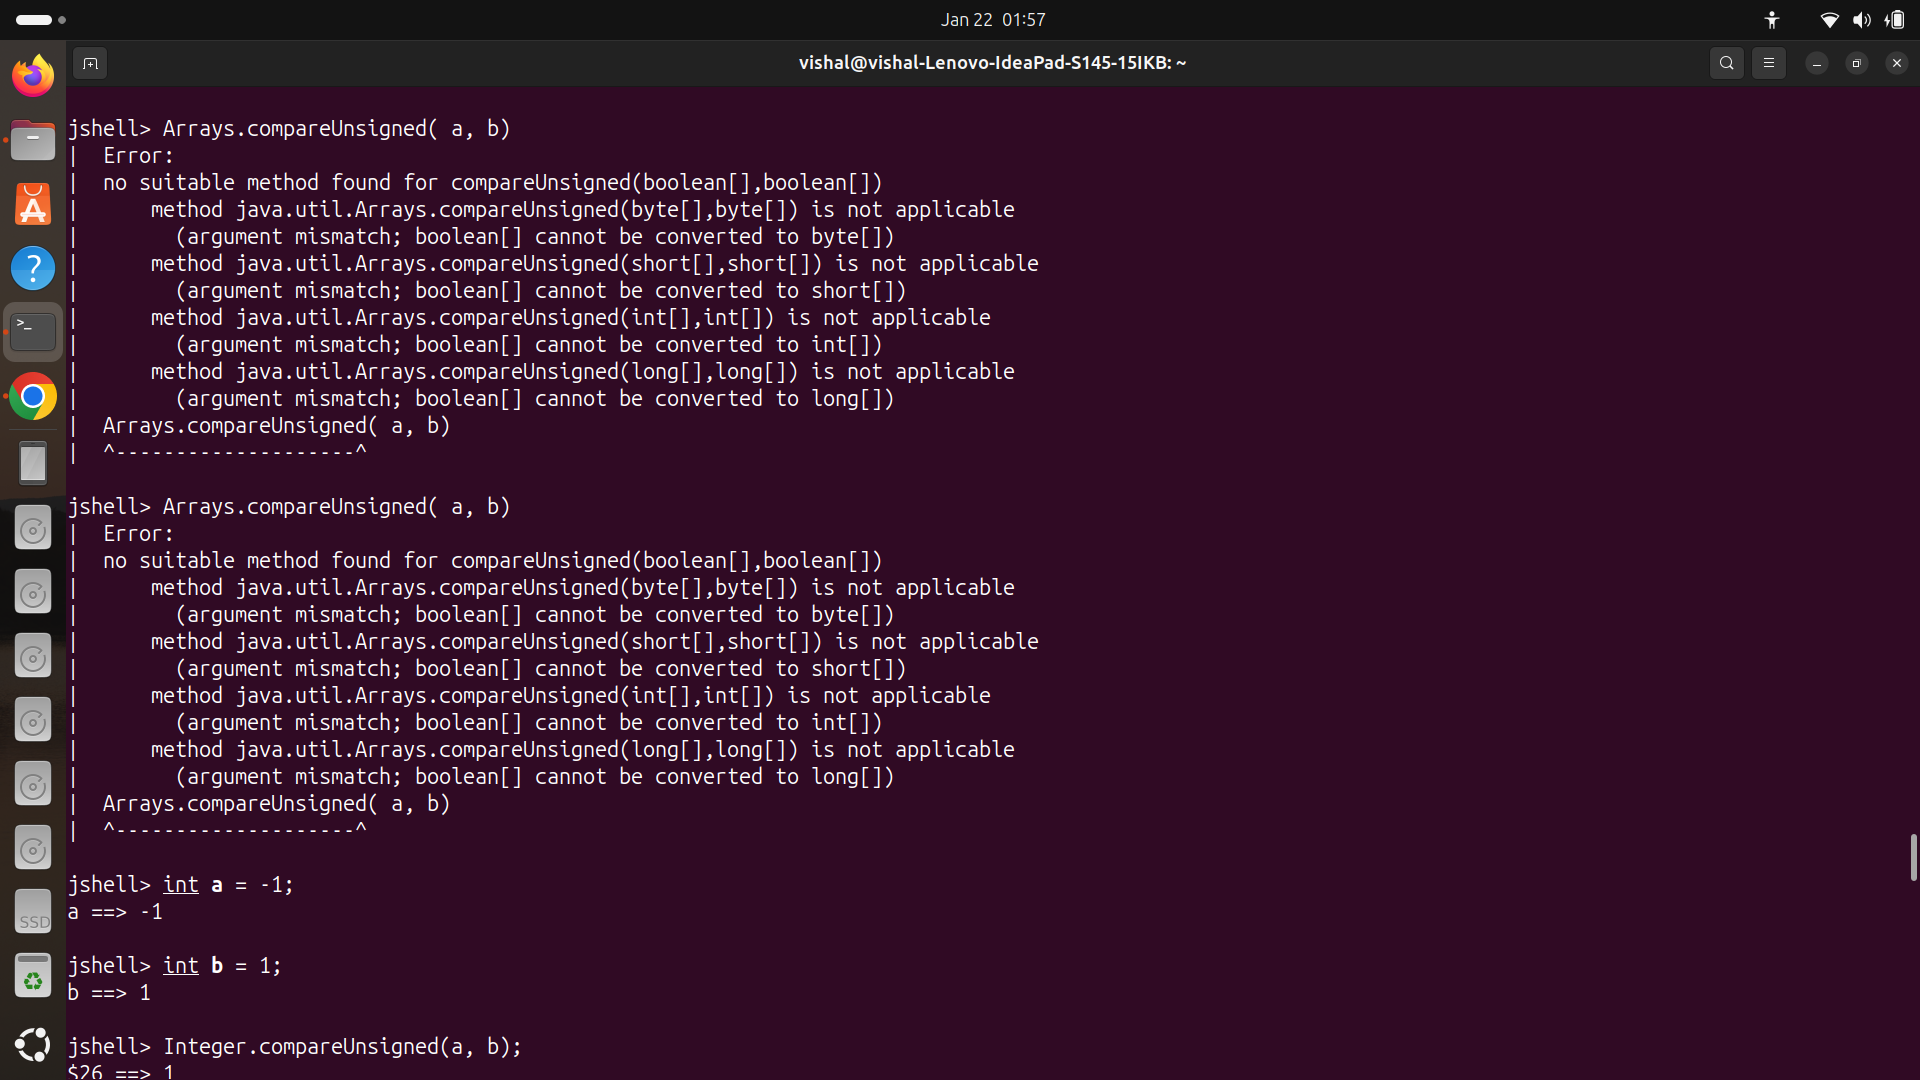 Jan 22 01:57
vishal@vishal-Lenovo-IdeaPad-S145-15IKB: ~
jshell> Arrays.compareUnsigned( a, b)
|  Error:
|  no suitable method found for compareUnsigned(boolean[],boolean[])
|      method java.util.Arrays.compareUnsigned(byte[],byte[]) is not applicable
|        (argument mismatch; boolean[] cannot be converted to byte[])
|      method java.util.Arrays.compareUnsigned(short[],short[]) is not applicable
|        (argument mismatch; boolean[] cannot be converted to short[])
|      method java.util.Arrays.compareUnsigned(int[],int[]) is not applicable
|        (argument mismatch; boolean[] cannot be converted to int[])
|      method java.util.Arrays.compareUnsigned(long[],long[]) is not applicable
|        (argument mismatch; boolean[] cannot be converted to long[])
|  Arrays.compareUnsigned( a, b)
|  ^--------------------^
jshell> Arrays.compareUnsigned( a, b)
|  Error:
|  no suitable method found for compareUnsigned(boolean[],boolean[])
|      method java.util.Arrays.compareUnsigned(byte[],byte[]) is not applicable
|        (argument mismatch; boolean[] cannot be converted to byte[])
|      method java.util.Arrays.compareUnsigned(short[],short[]) is not applicable
|        (argument mismatch; boolean[] cannot be converted to short[])
|      method java.util.Arrays.compareUnsigned(int[],int[]) is not applicable
|        (argument mismatch; boolean[] cannot be converted to int[])
|      method java.util.Arrays.compareUnsigned(long[],long[]) is not applicable
|        (argument mismatch; boolean[] cannot be converted to long[])
|  Arrays.compareUnsigned( a, b)
|  ^--------------------^
jshell> int a = -1;
a ==> -1
SSD
jshell> int b = 1;
b ==> 1
jshell> Integer.compareUnsigned(a, b);
$26 ==> 1